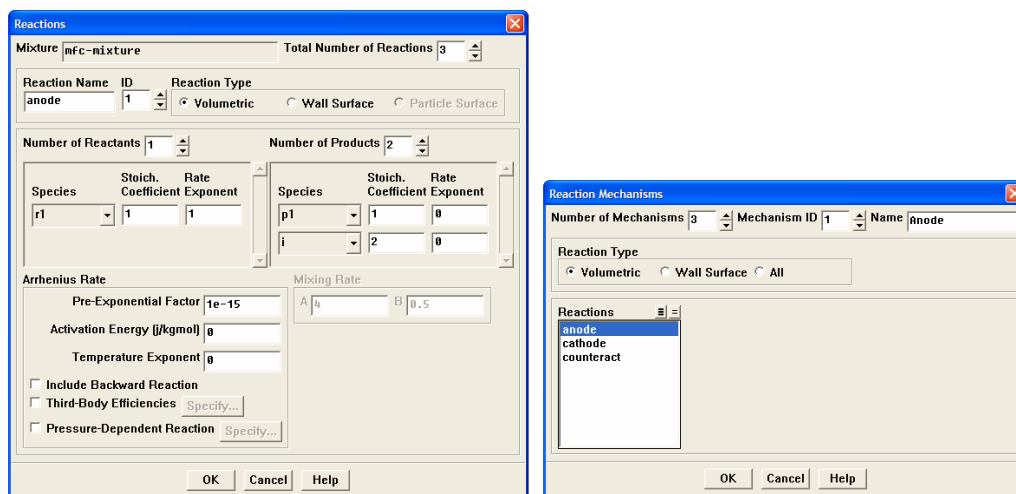 Reactions
Mixture mfc-mixture Total Number of Reactions 3
Reaction Name ID Reaction Type
anode 1 Volumetric Wall Surface Particle Surface
Number of Reactants 1 Number of Products 2
Species Stoich. Coefficient Rate Exponent
r1 1 1
Species Stoich. Coefficient Rate Exponent
p1 1 0
i 2 0
Arrhenius Rate
Pre-Exponential Factor 1e-15
Activation Energy (j/kgmol) 0
Temperature Exponent 0
Include Backward Reaction
Third-Body Efficiencies Specify...
Pressure-Dependent Reaction Specify...
Mixing Rate
A 4 B 0.5
OK Cancel Help
Reaction Mechanisms
Number of Mechanisms 3 Mechanism ID 1 Name Anode
Reaction Type
Volumetric Wall Surface All
Reactions
anode
cathode
counteract
OK Cancel Help